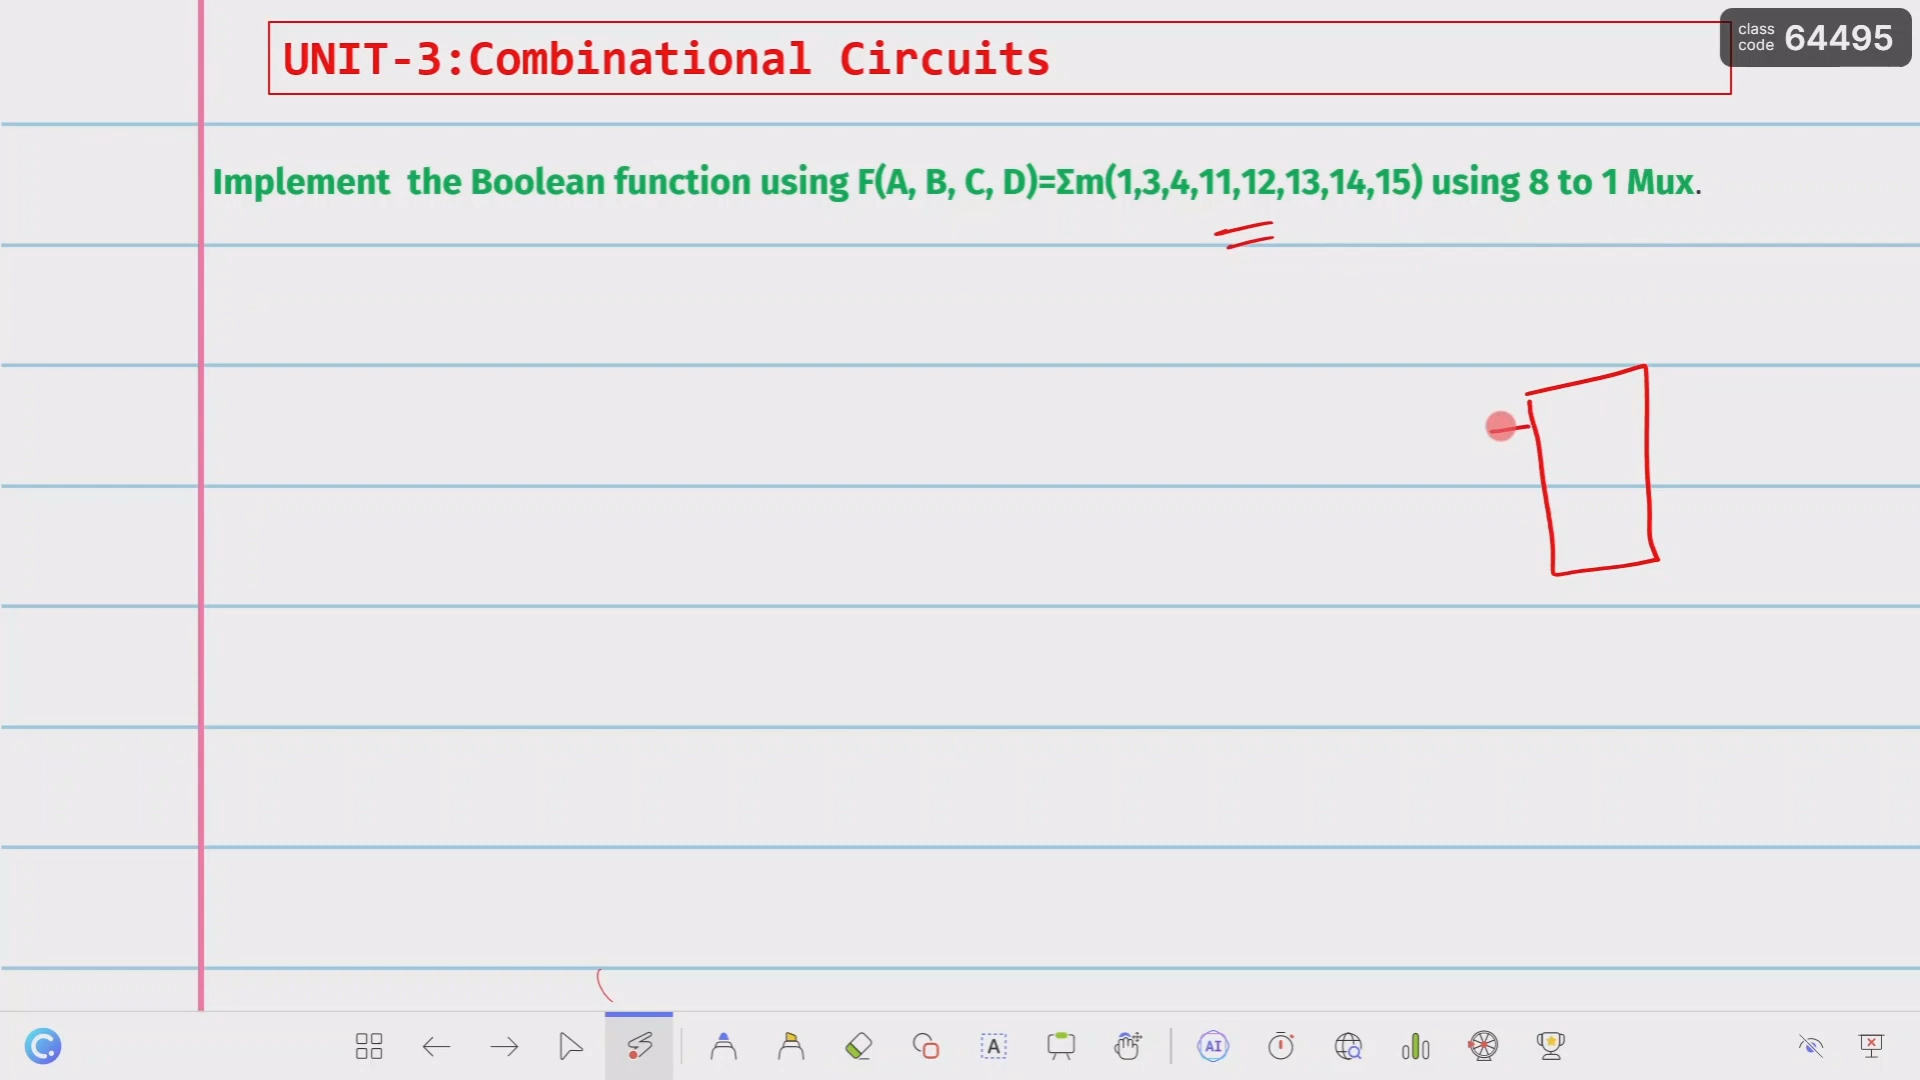 UNIT-3:Combinational Circuits
class code 64495
Implement the Boolean function using F(A, B, C, D)=Σm(1,3,4,11,12,13,14,15) using 8 to 1 Mux.
A
AI